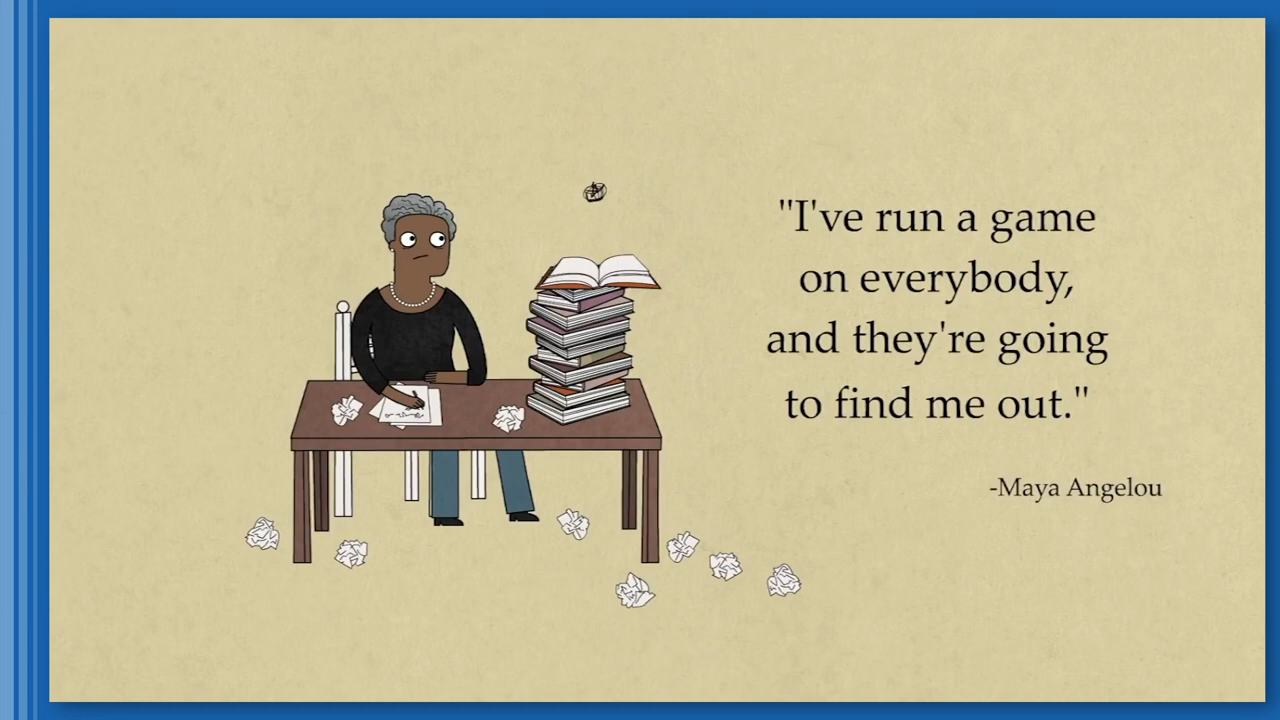 "I've run a game
on everybody,
and they're going
to find me out."
-Maya Angelou